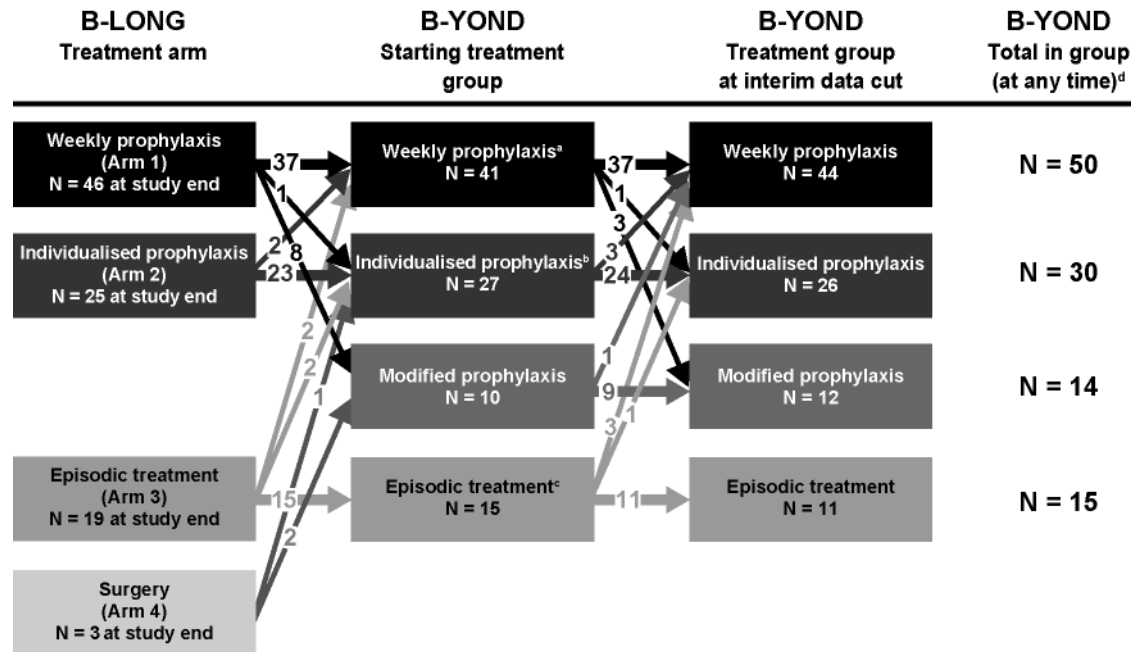 B-LONG
Treatment arm
B-YOND
Starting treatment
group
B-YOND
Treatment group
at interim data cut
B-YOND
Total in group
(at any time)ᵈ
Weekly prophylaxis
(Arm 1)
N = 46 at study end
37
1
8
Weekly prophylaxisᵃ
N = 41
37
1
3
Weekly prophylaxis
N = 44
N = 50
Individualised prophylaxis
(Arm 2)
N = 25 at study end
2
23
Individualised prophylaxisᵇ
N = 27
3
24
Individualised prophylaxis
N = 26
N = 30
Modified prophylaxis
N = 10
1
9
Modified prophylaxis
N = 12
N = 14
Episodic treatment
(Arm 3)
N = 19 at study end
2
2
15
Episodic treatmentᶜ
N = 15
3
1
11
Episodic treatment
N = 11
N = 15
Surgery
(Arm 4)
N = 3 at study end
1
2